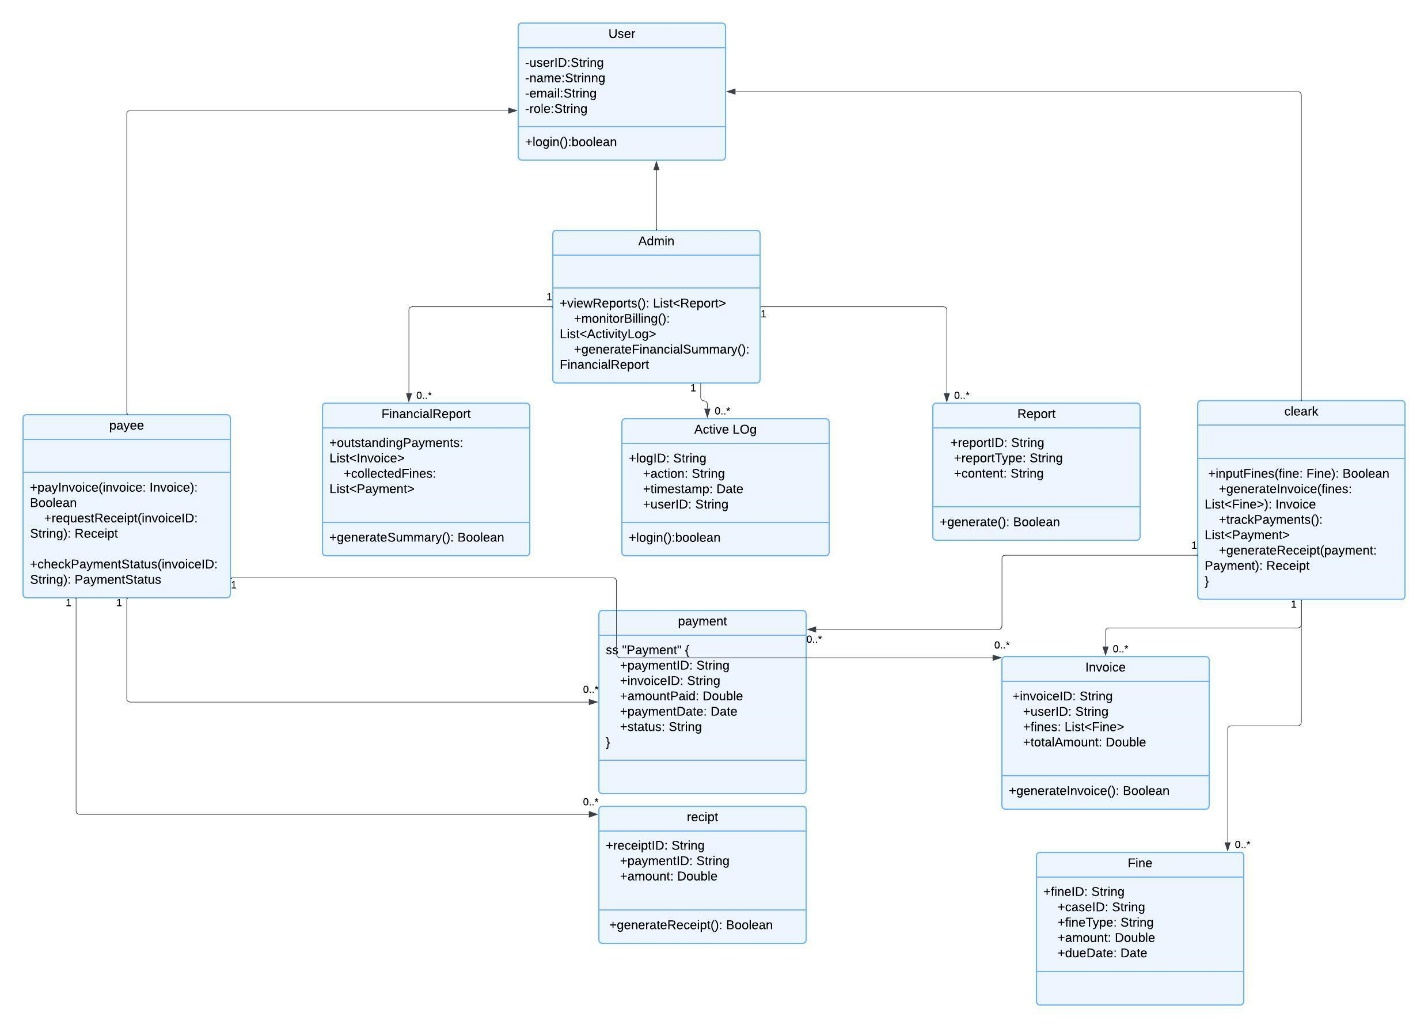 User
-userID:String
-name:Strinng
-email:String
-role:String
+login():boolean
Admin
+viewReports(): List<Report>
+monitorBilling():
List<ActivityLog>
+generateFinancialSummary():
FinancialReport
1
1
1
0..*
0..*
0..*
FinancialReport
+outstandingPayments:
List<Invoice>
+collectedFines:
List<Payment>
+generateSummary(): Boolean
Active LOg
+logID: String
+action: String
+timestamp: Date
+userID: String
+login():boolean
Report
+reportID: String
+reportType: String
+content: String
+generate(): Boolean
payee
+payInvoice(invoice: Invoice):
Boolean
+requestReceipt(invoiceID:
String): Receipt
+checkPaymentStatus(invoiceID:
String): PaymentStatus
1
1
1
cleark
+inputFines(fine: Fine): Boolean
+generateInvoice(fines:
List<Fine>): Invoice
+trackPayments():
List<Payment>
+generateReceipt(payment:
Payment): Receipt
}
1
1
payment
ss "Payment" {
+paymentID: String
+invoiceID: String
+amountPaid: Double
+paymentDate: Date
+status: String
}
0..*
0..*
0..*
0..*
Invoice
+invoiceID: String
+userID: String
+fines: List<Fine>
+totalAmount: Double
+generateInvoice(): Boolean
0..*
recipt
+receiptID: String
+paymentID: String
+amount: Double
+generateReceipt(): Boolean
0..*
Fine
+fineID: String
+caseID: String
+fineType: String
+amount: Double
+dueDate: Date